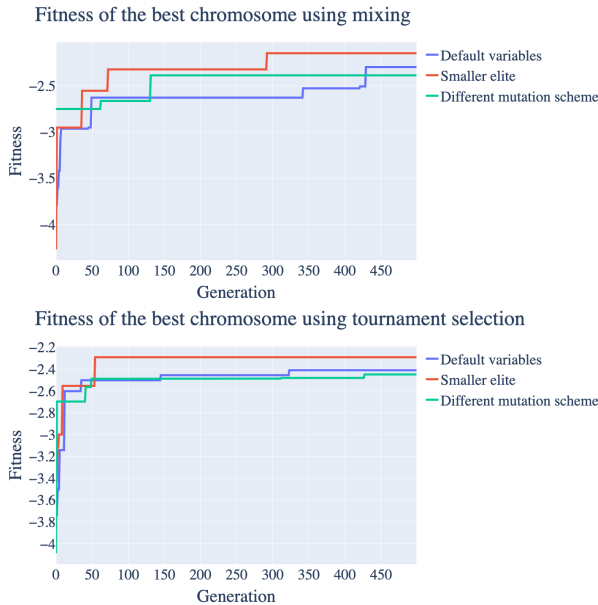 Fitness of the best chromosome using mixing
Default variables
Smaller elite
Different mutation scheme
−2.5
−3
−3.5
−4
Fitness
0 50 100 150 200 250 300 350 400 450
Generation
Fitness of the best chromosome using tournament selection
Default variables
Smaller elite
Different mutation scheme
−2.2
−2.4
−2.6
−2.8
−3
−3.2
−3.4
−3.6
−3.8
−4
Fitness
0 50 100 150 200 250 300 350 400 450
Generation